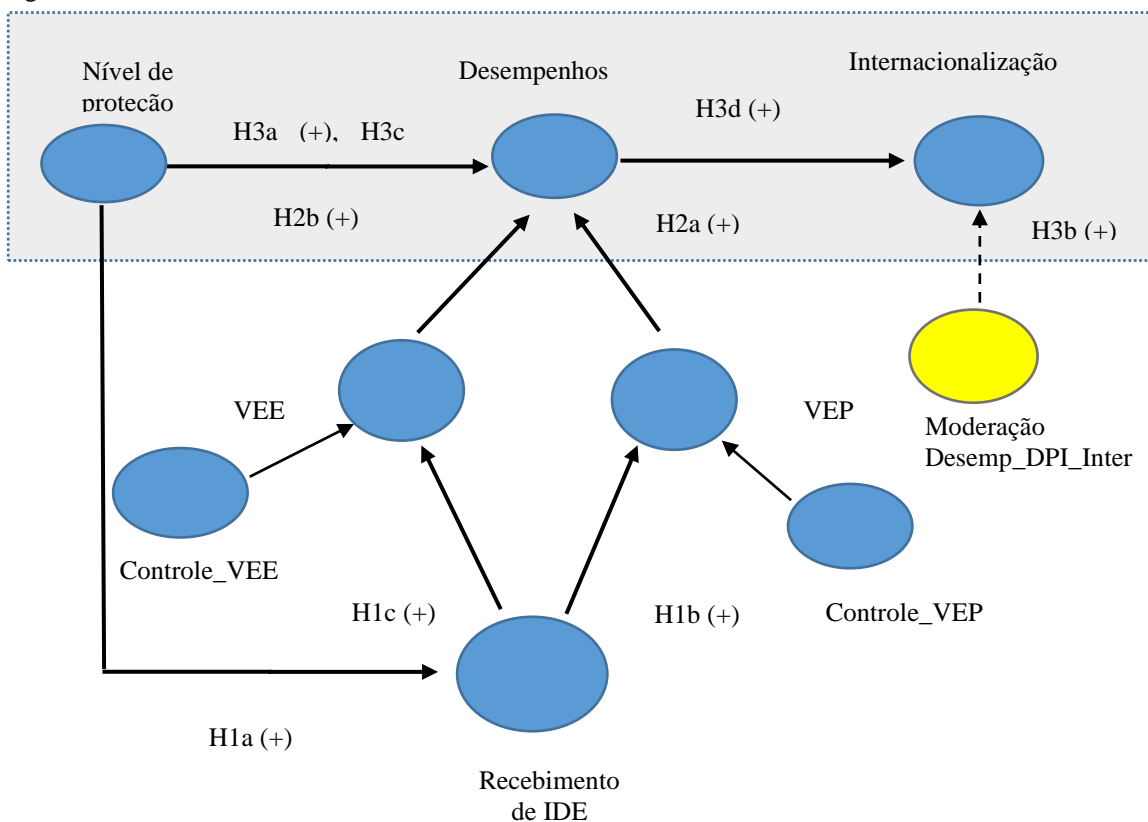 Nível de
proteção
Desempenhos
Internacionalização
H3a (+), H3c
H3d (+)
H2b (+)
H2a (+)
H3b (+)
VEE
VEP
Moderação
Desemp_DPI_Inter
Controle_VEE
Controle_VEP
H1c (+)
H1b (+)
H1a (+)
Recebimento
de IDE